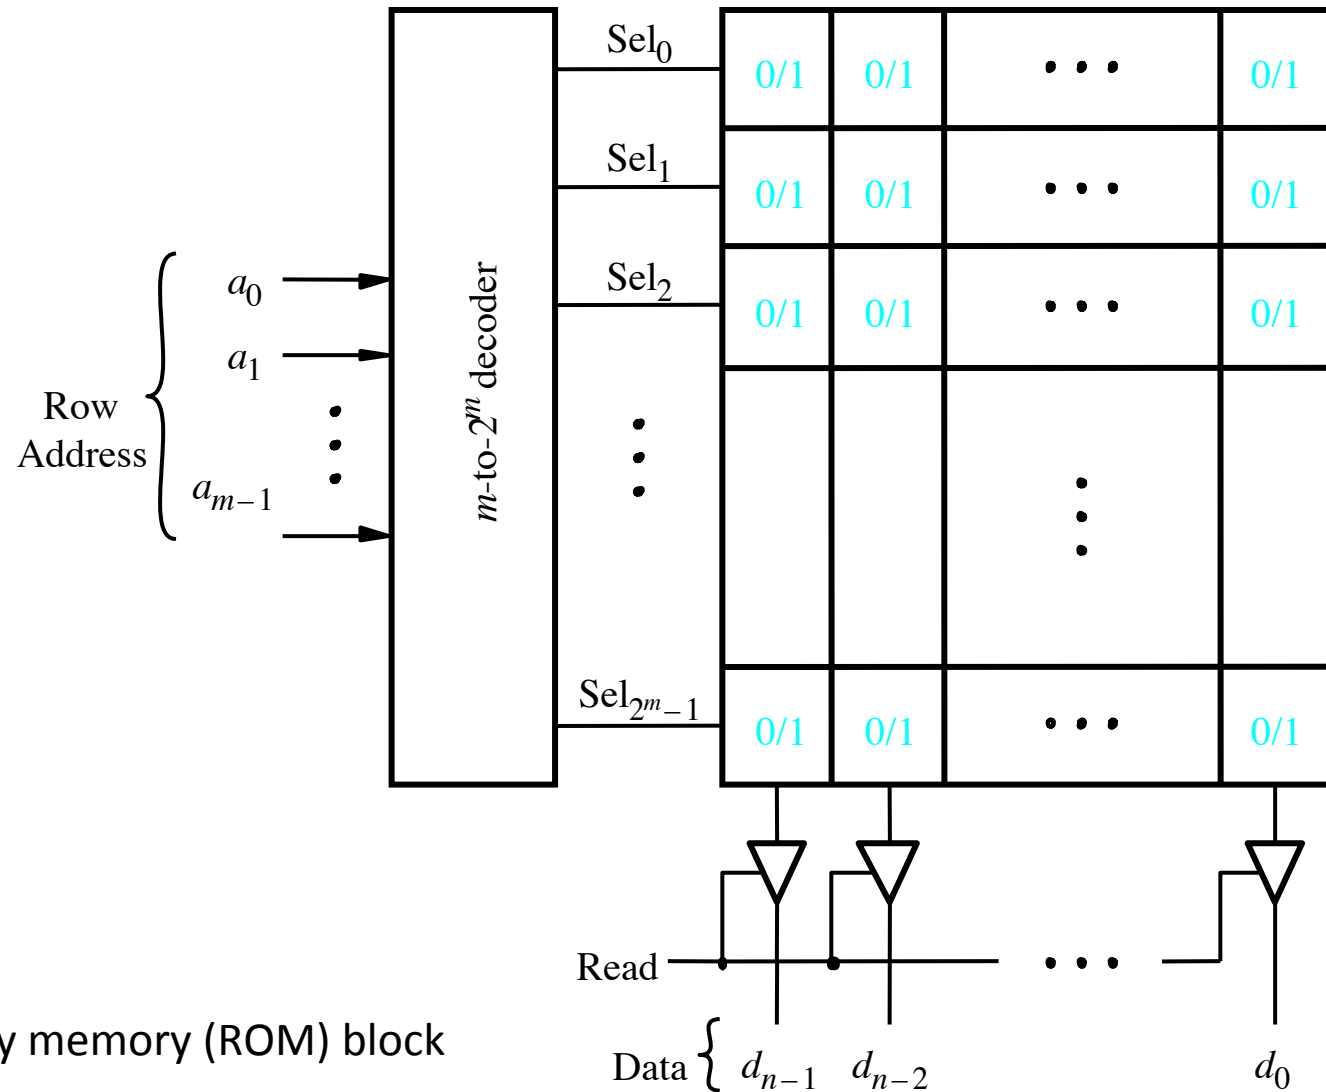 Sel₀
0/1 0/1 • • • 0/1
Sel₁
0/1 0/1 • • • 0/1
Sel₂
0/1 0/1 • • • 0/1
a₀
a₁
Row
Address
aₘ₋₁
m-to-2ᵐ decoder
Sel₂ᵐ₋₁
0/1 0/1 • • • 0/1
Read
y memory (ROM) block
Data dₙ₋₁ dₙ₋₂ d₀